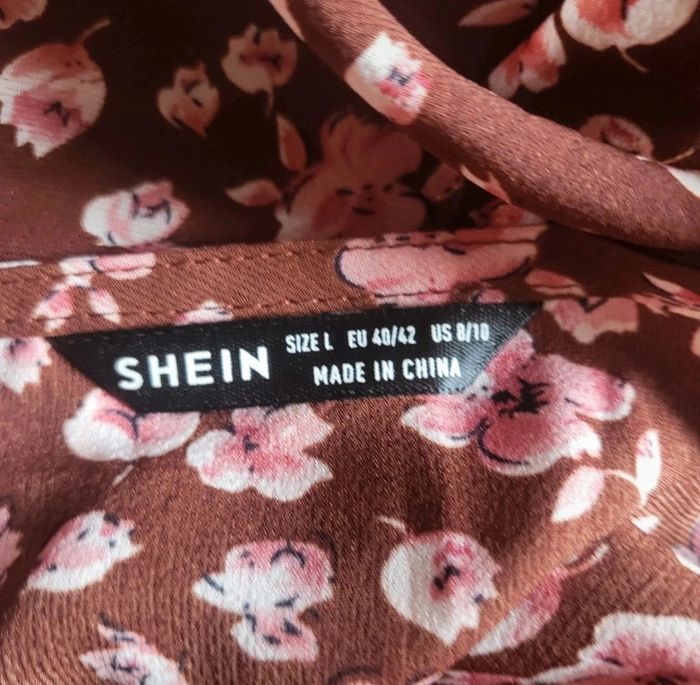 SHEIN
SIZE L EU 40/42 US 8/10
MADE IN CHINA